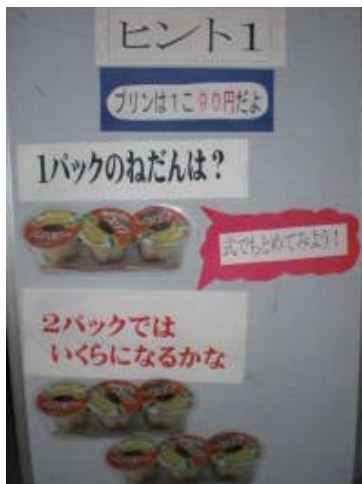 ヒント1
プリンは1こ90円だよ
1パックのねだんは？
式でもとめてみよう！
2パックでは
いくらになるかな